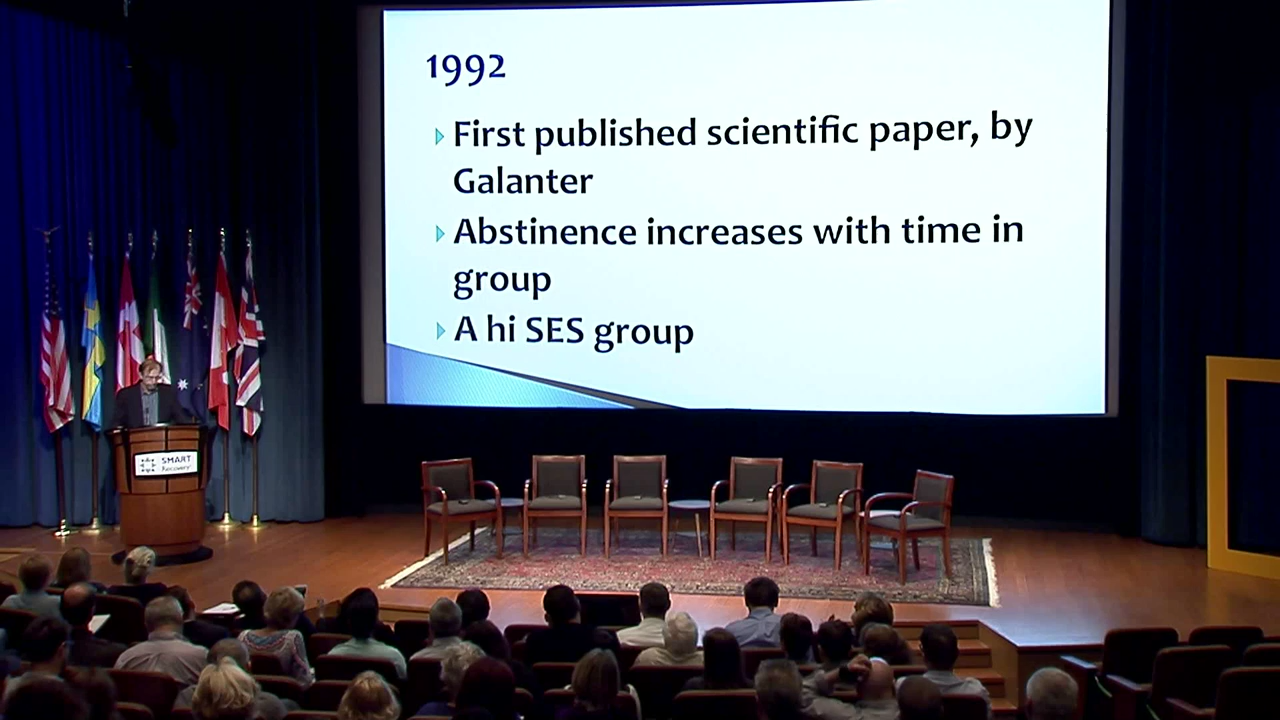 1992
First published scientific paper, by
Galanter
Abstinence increases with time in
group
A hi SES group
SMART
Recovery